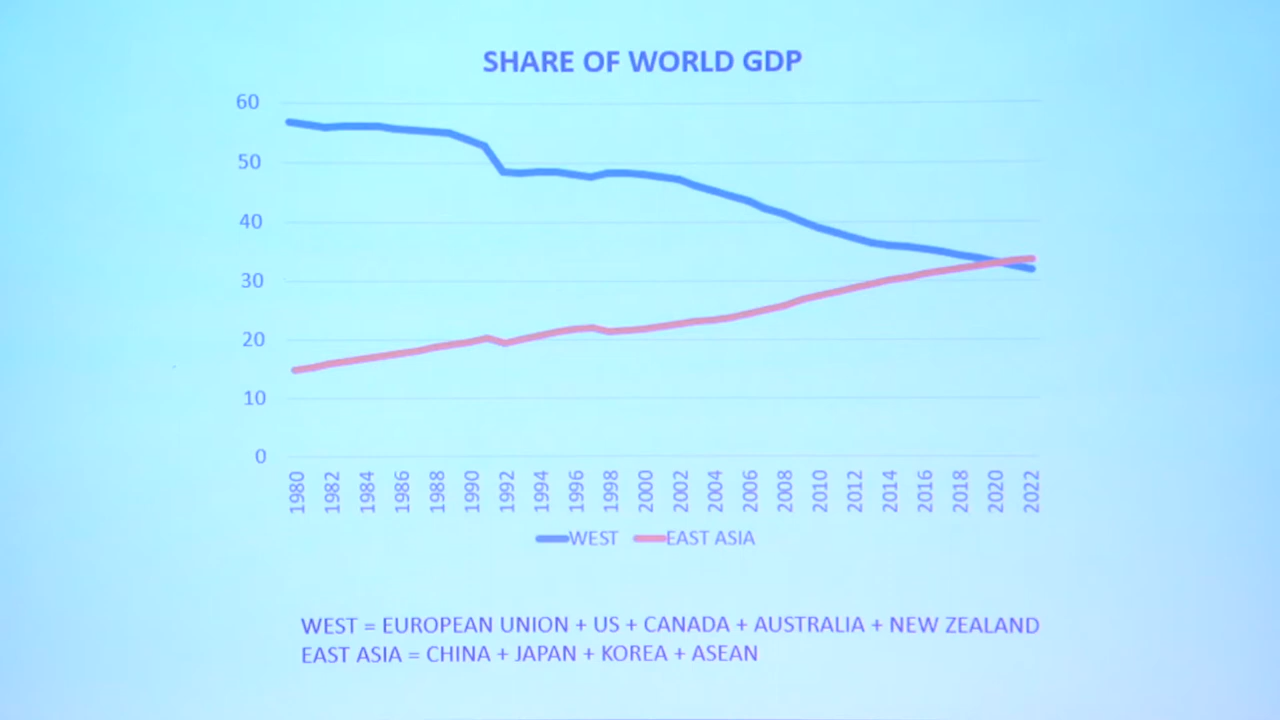 SHARE OF WORLD GDP
60
50
40
30
20
10
0
1980 1982 1984 1986 1988 1990 1992 1994 1996 1998 2000 2002 2004 2006 2008 2010 2012 2014 2016 2018 2020 2022
WEST EAST ASIA
WEST = EUROPEAN UNION + US + CANADA + AUSTRALIA + NEW ZEALAND
EAST ASIA = CHINA + JAPAN + KOREA + ASEAN